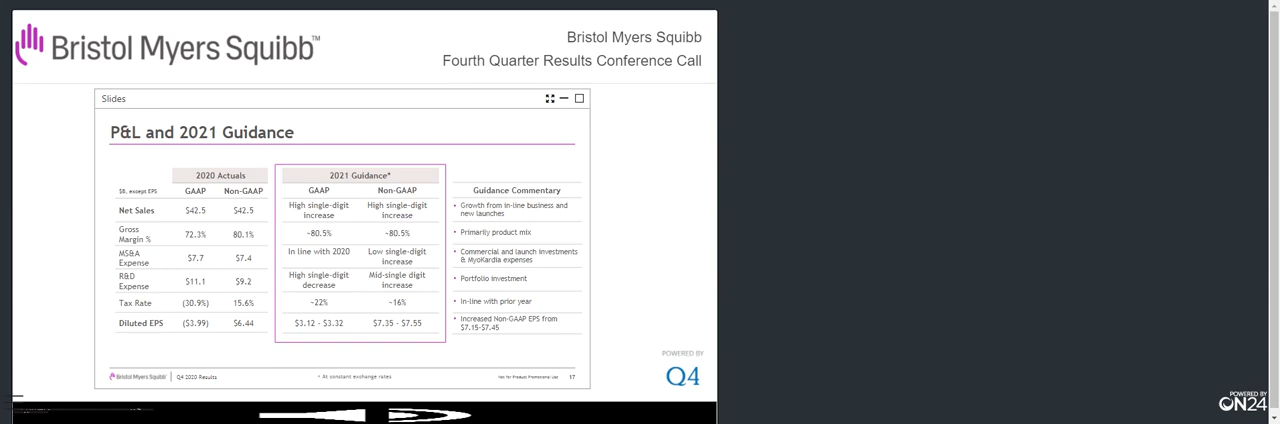 Bristol Myers Squibb™
Bristol Myers Squibb
Fourth Quarter Results Conference Call
Slides
P&L and 2021 Guidance
2020 Actuals
2021 Guidance*
$B, except EPS
GAAP
Non-GAAP
GAAP
Non-GAAP
Guidance Commentary
Net Sales
$42.5
$42.5
High single-digit
increase
High single-digit
increase
• Growth from in-line business and
new launches
Gross
Margin %
72.3%
80.1%
~80.5%
~80.5%
• Primarily product mix
MS&A
Expense
$7.7
$7.4
In line with 2020
Low single-digit
increase
• Commercial and launch investments
& MyoKardia expenses
R&D
Expense
$11.1
$9.2
High single-digit
decrease
Mid-single digit
increase
• Portfolio investment
Tax Rate
(30.9%)
15.6%
~22%
~16%
• In-line with prior year
Diluted EPS
($3.99)
$6.44
$3.12 - $3.32
$7.35 - $7.55
• Increased Non-GAAP EPS from
$7.15-$7.45
Bristol Myers Squibb
Q4 2020 Results
* At constant exchange rates
Not for Product Promotional Use
17
POWERED BY
Q4
POWERED BY
ON24